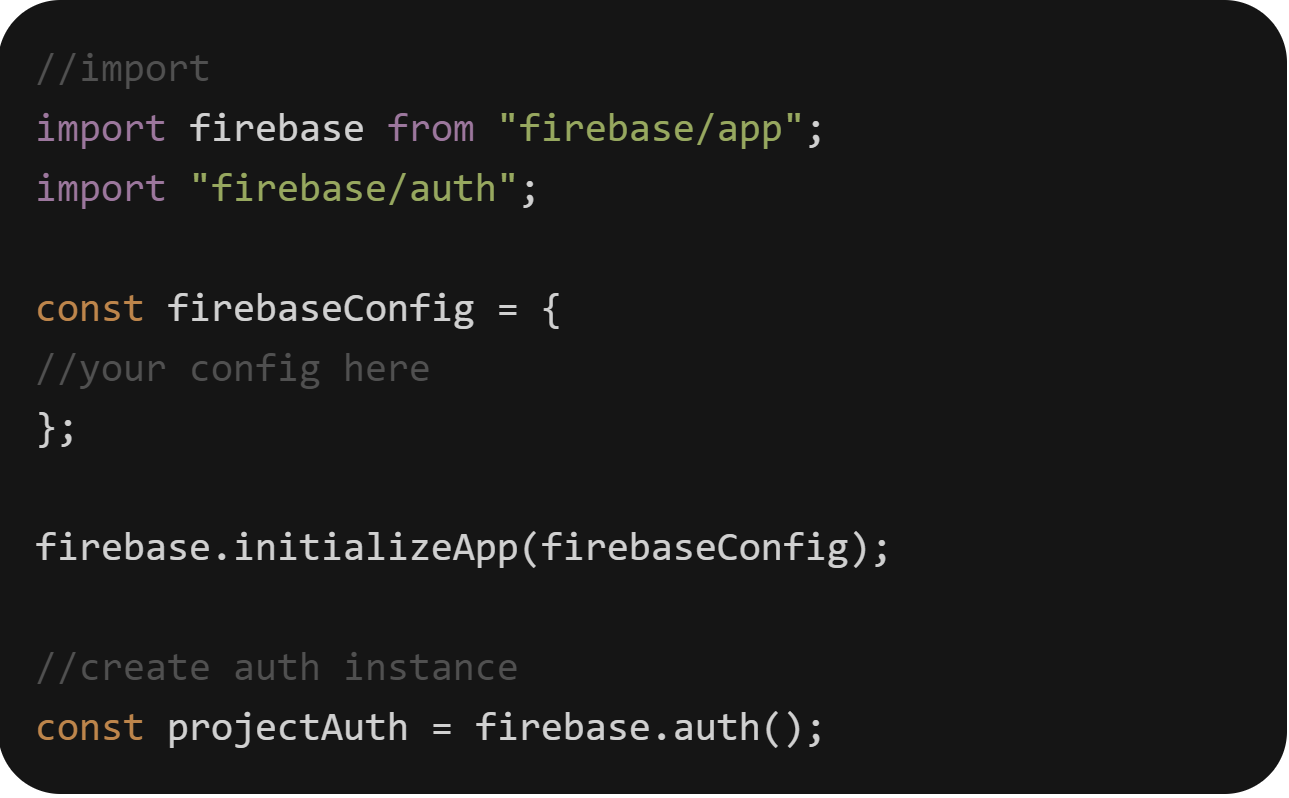 //import
import firebase from "firebase/app";
import "firebase/auth";
const firebaseConfig = {
//your config here
};
firebase.initializeApp(firebaseConfig);
//create auth instance
const projectAuth = firebase.auth();